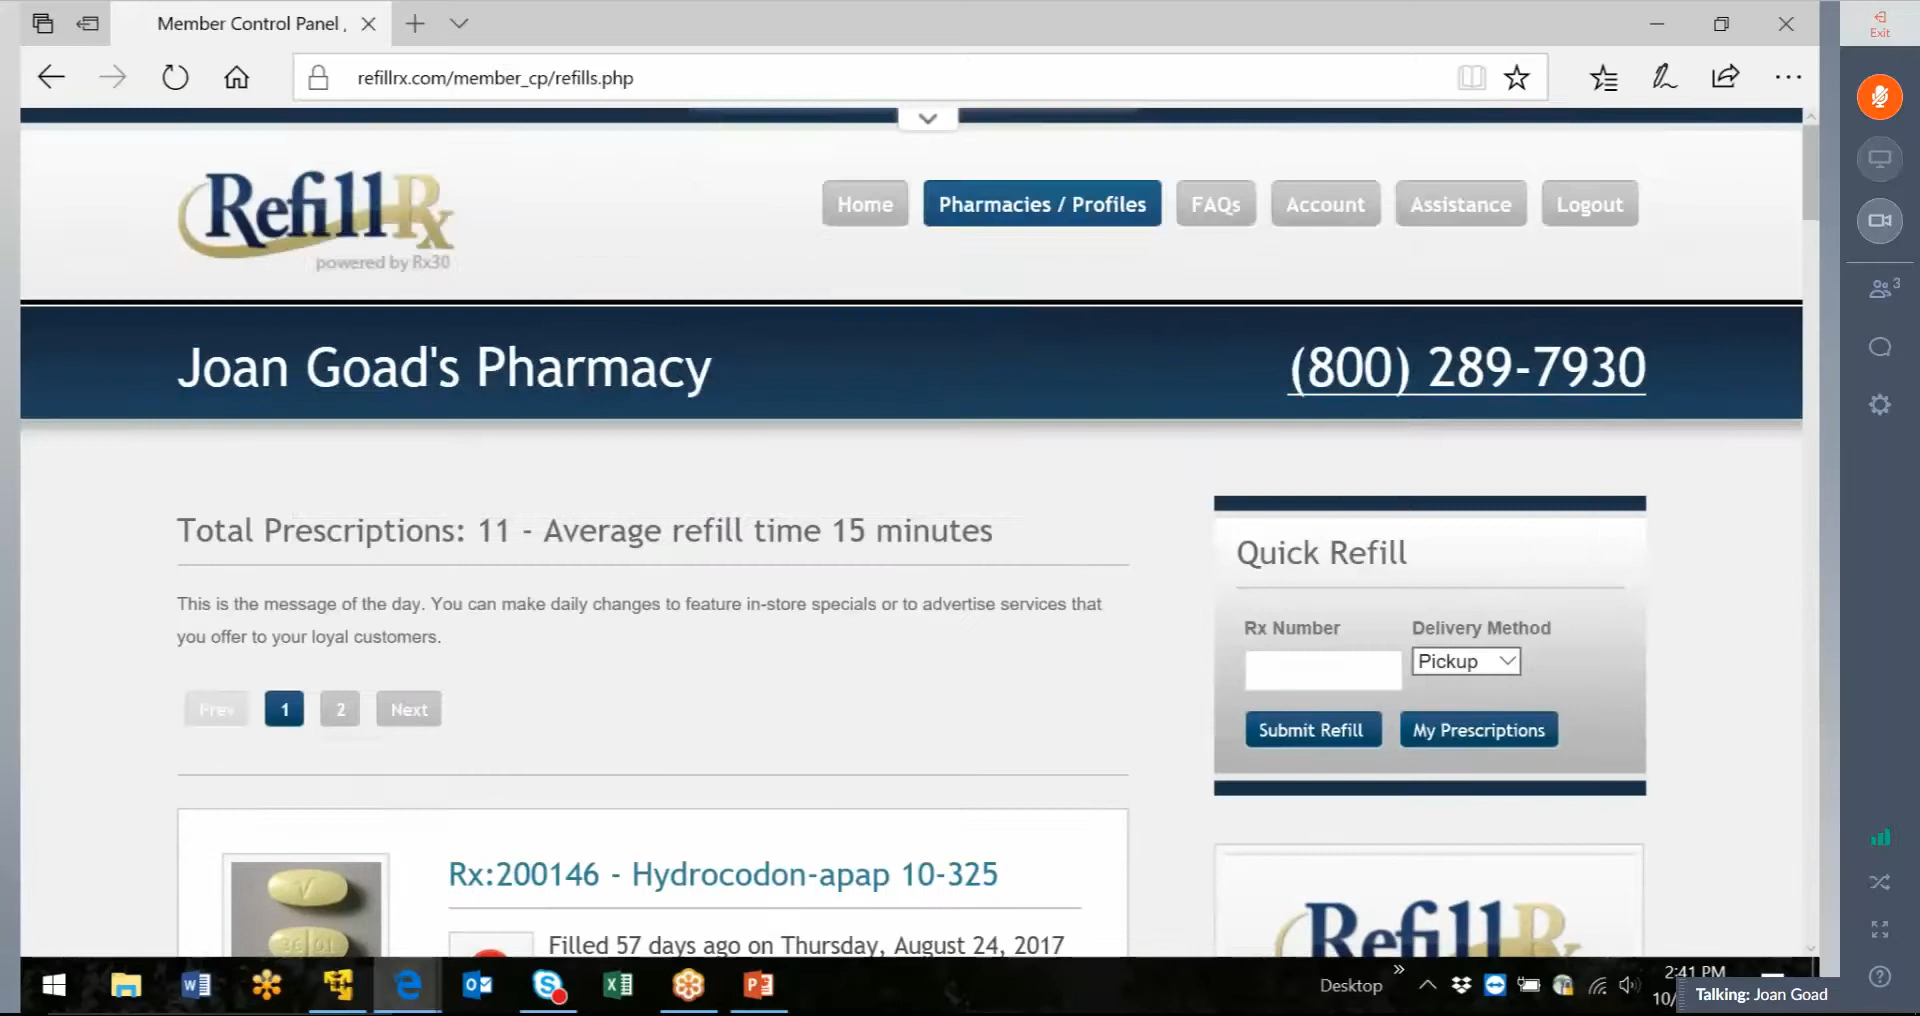 Member Control Panel ,
Exit
refillrx.com/member_cp/refills.php
RefillRx
powered by Rx30
Home
Pharmacies / Profiles
FAQs
Account
Assistance
Logout
3
Joan Goad's Pharmacy
(800) 289-7930
Total Prescriptions: 11 - Average refill time 15 minutes
This is the message of the day. You can make daily changes to feature in-store specials or to advertise services that
you offer to your loyal customers.
Prev
1
2
Next
Quick Refill
Rx Number
Delivery Method
Pickup
Submit Refill
My Prescriptions
Rx:200146 - Hydrocodon-apap 10-325
V
36 01
Filled 57 days ago on Thursday, August 24, 2017
RefillRx
Desktop
2:41 PM
10/
Talking: Joan Goad